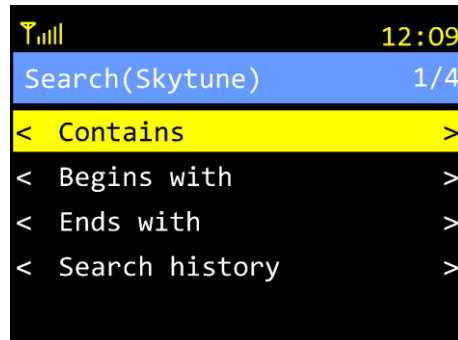 12:09
Search(Skytune) 1/4
< Contains >
< Begins with >
< Ends with >
< Search history >